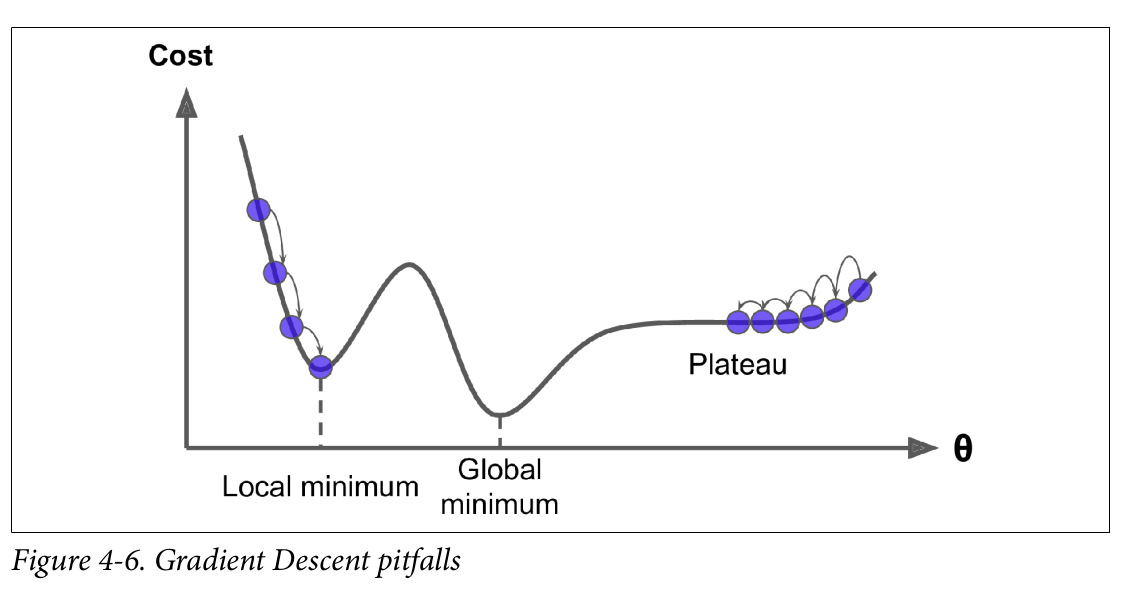 Cost
Plateau
θ
Local minimum
Global
minimum
Figure 4-6. Gradient Descent pitfalls